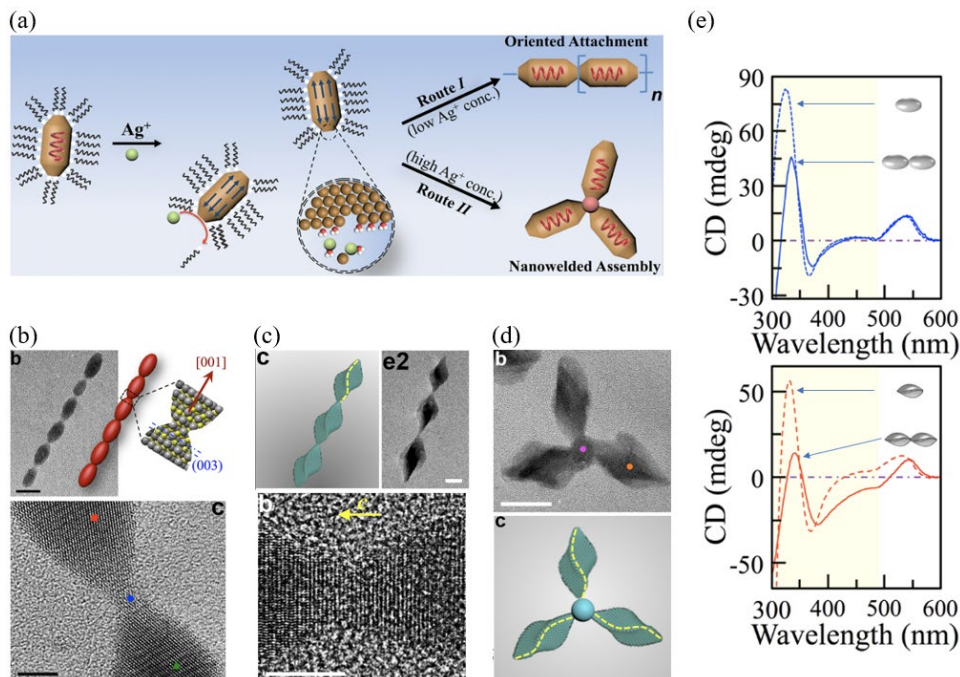 (a)
Ag⁺
Route I
(low Ag⁺ conc.)
(high Ag⁺ conc.)
Route II
Oriented Attachment
n
Nanowelded Assembly
(b)
b
[001]
(003)
c
(c)
c
e2
b
c
(d)
b
c
(e)
CD (mdeg)
90
60
30
0
-30
300 400 500 600
Wavelength (nm)
CD (mdeg)
50
0
-50
300 400 500 600
Wavelength (nm)